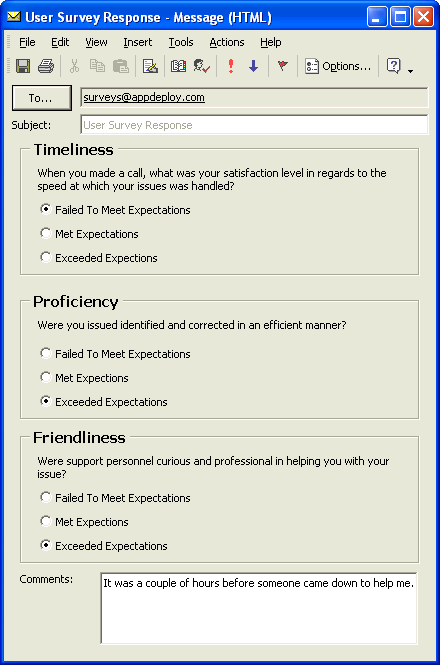 User Survey Response - Message (HTML)
File Edit View Insert Tools Actions Help
Options...
To... surveys@appdeploy.com
Subject: User Survey Response
Timeliness
When you made a call, what was your satisfaction level in regards to the
speed at which your issues was handled?
Failed To Meet Expectations
Met Expectations
Exceeded Expections
Proficiency
Were you issued identified and corrected in an efficient manner?
Failed To Meet Expectations
Met Expections
Exceeded Expectations
Friendliness
Were support personnel curious and professional in helping you with your
issue?
Failed To Meet Expectations
Met Expections
Exceeded Expectations
Comments: It was a couple of hours before someone came down to help me.